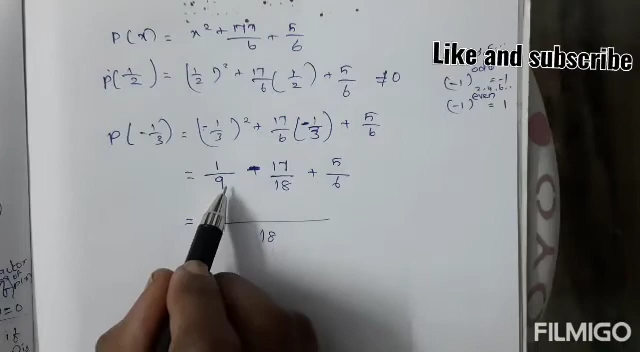 P(x) = x² + 17x/6 + 5/6
Like and subscribe
P(1/2) = (1/2)² + 17/6 (1/2) + 5/6 ≠0
(-1) = -1
even
(-1) = 1
P(-1/3) = (-1/3)² + 17/6 (-1/3) + 5/6
= 1/9 - 17/18 + 5/6
= 18
= 0
if
FILMIGO